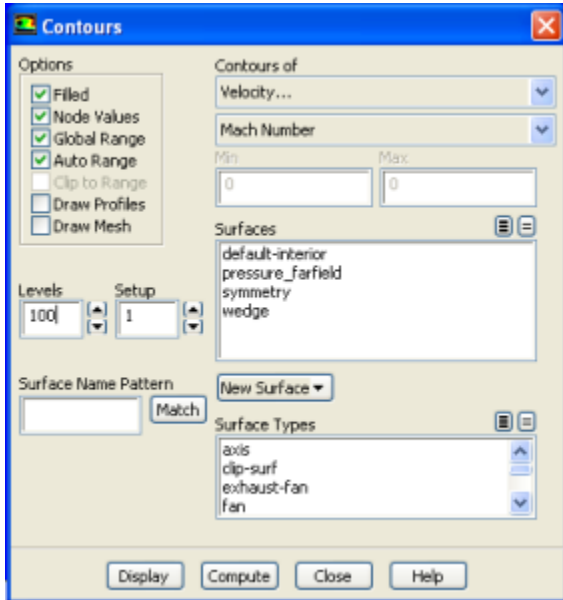 Contours
Options
Filled
Node Values
Global Range
Auto Range
Clip to Range
Draw Profiles
Draw Mesh
Levels
Setup
100
1
Surface Name Pattern
Match
Contours of
Velocity...
Mach Number
Min
Max
0
0
Surfaces
default-interior
pressure_farfield
symmetry
wedge
New Surface
Surface Types
axis
clip-surf
exhaust-fan
fan
Display
Compute
Close
Help